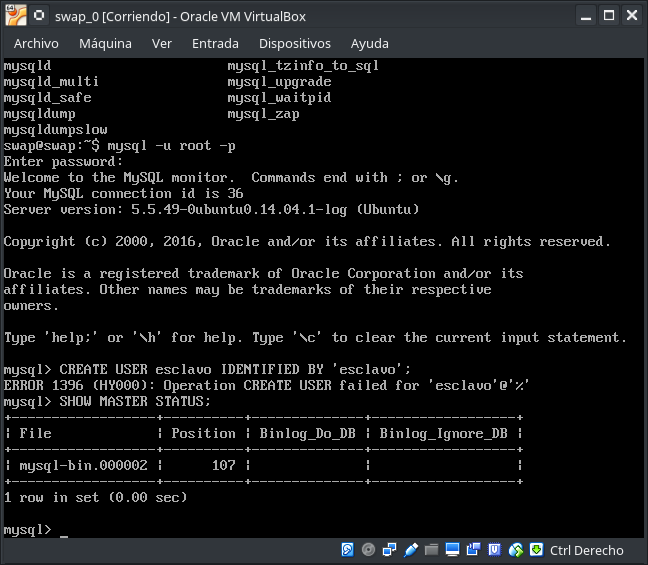 swap_0 [Corriendo] - Oracle VM VirtualBox
Archivo Máquina Ver Entrada Dispositivos Ayuda
mysqld mysql_tzinfo_to_sql
mysqld_multi mysql_upgrade
mysqld_safe mysql_waitpid
mysqldump mysql_zap
mysqldumpslow
swap@swap:~$ mysql -u root -p
Enter password:
Welcome to the MySQL monitor.  Commands end with ; or \g.
Your MySQL connection id is 36
Server version: 5.5.49-0ubuntu0.14.04.1-log (Ubuntu)
Copyright (c) 2000, 2016, Oracle and/or its affiliates. All rights reserved.
Oracle is a registered trademark of Oracle Corporation and/or its
affiliates. Other names may be trademarks of their respective
owners.
Type 'help;' or '\h' for help. Type '\c' to clear the current input statement.
mysql> CREATE USER esclavo IDENTIFIED BY 'esclavo';
ERROR 1396 (HY000): Operation CREATE USER failed for 'esclavo'@'%'
mysql> SHOW MASTER STATUS;
+------------------+----------+--------------+------------------+
| File             | Position | Binlog_Do_DB | Binlog_Ignore_DB |
+------------------+----------+--------------+------------------+
| mysql-bin.000002 |      107 |              |                  |
+------------------+----------+--------------+------------------+
1 row in set (0.00 sec)
mysql> _
Ctrl Derecho